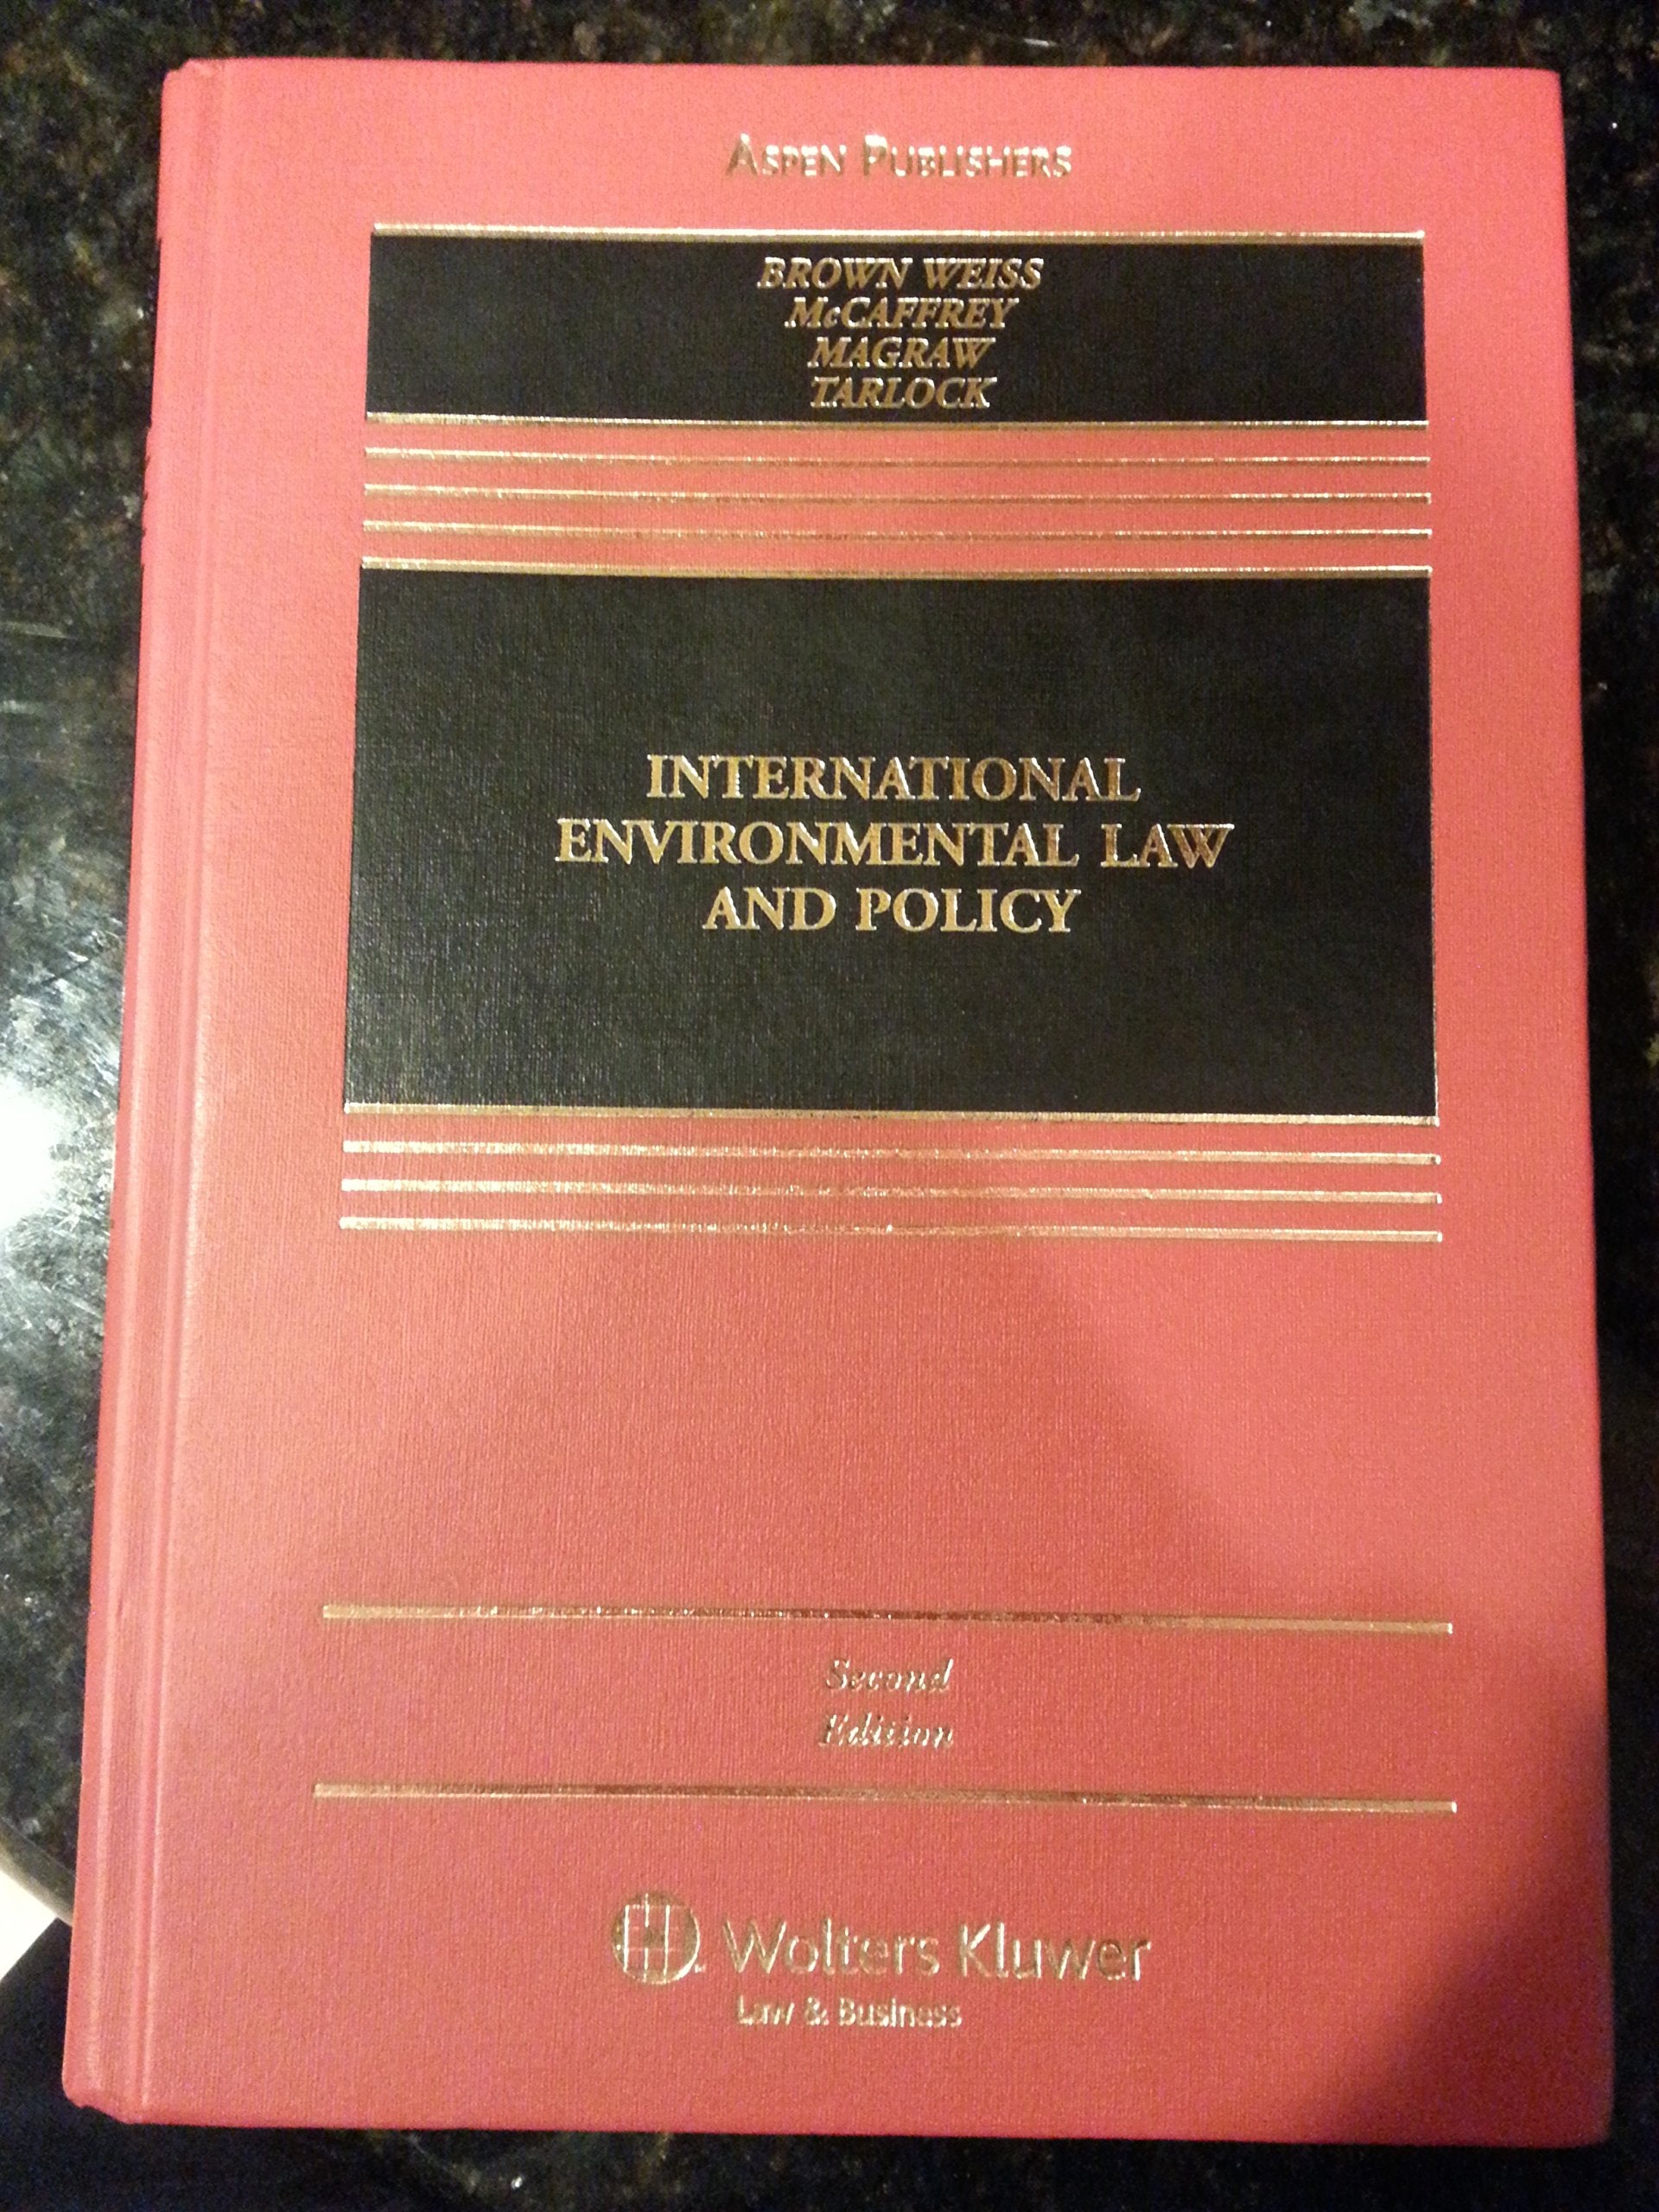 ASPEN PUBLISHERS
BROWN WEISS
McCAFFREY
MAGRAW
TARLOCK
INTERNATIONAL
ENVIRONMENTAL LAW
AND POLICY
Second
Edition
Wolters Kluwer
Law & Business